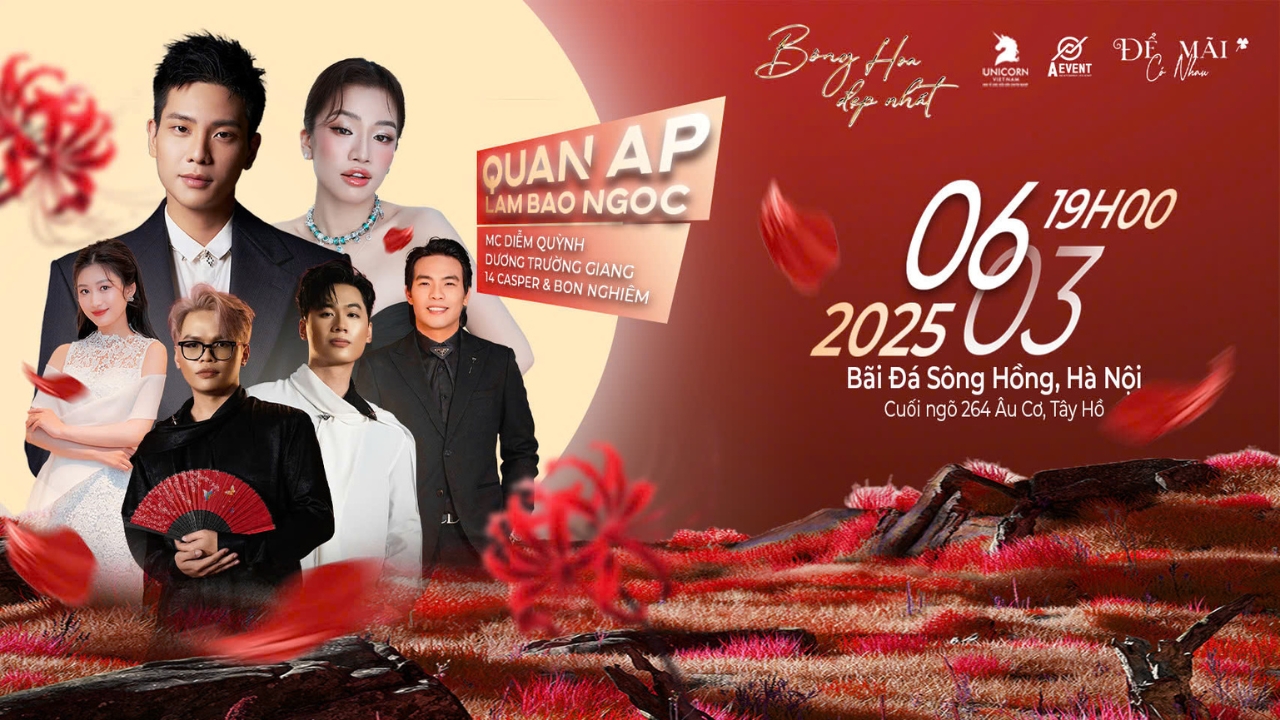 Bông Hoa
đẹp nhất
UNICORN
VIETNAM
AEVENT
ĐỂ MÃI
Có Nhau
QUAN AP
LAM BAO NGOC
MC DIỄM QUỲNH
DƯƠNG TRƯỜNG GIANG
14 CASPER & BON NGHIÊM
06 19H00
2025 03
Bãi Đá Sông Hồng, Hà Nội
Cuối ngõ 264 Âu Cơ, Tây Hồ